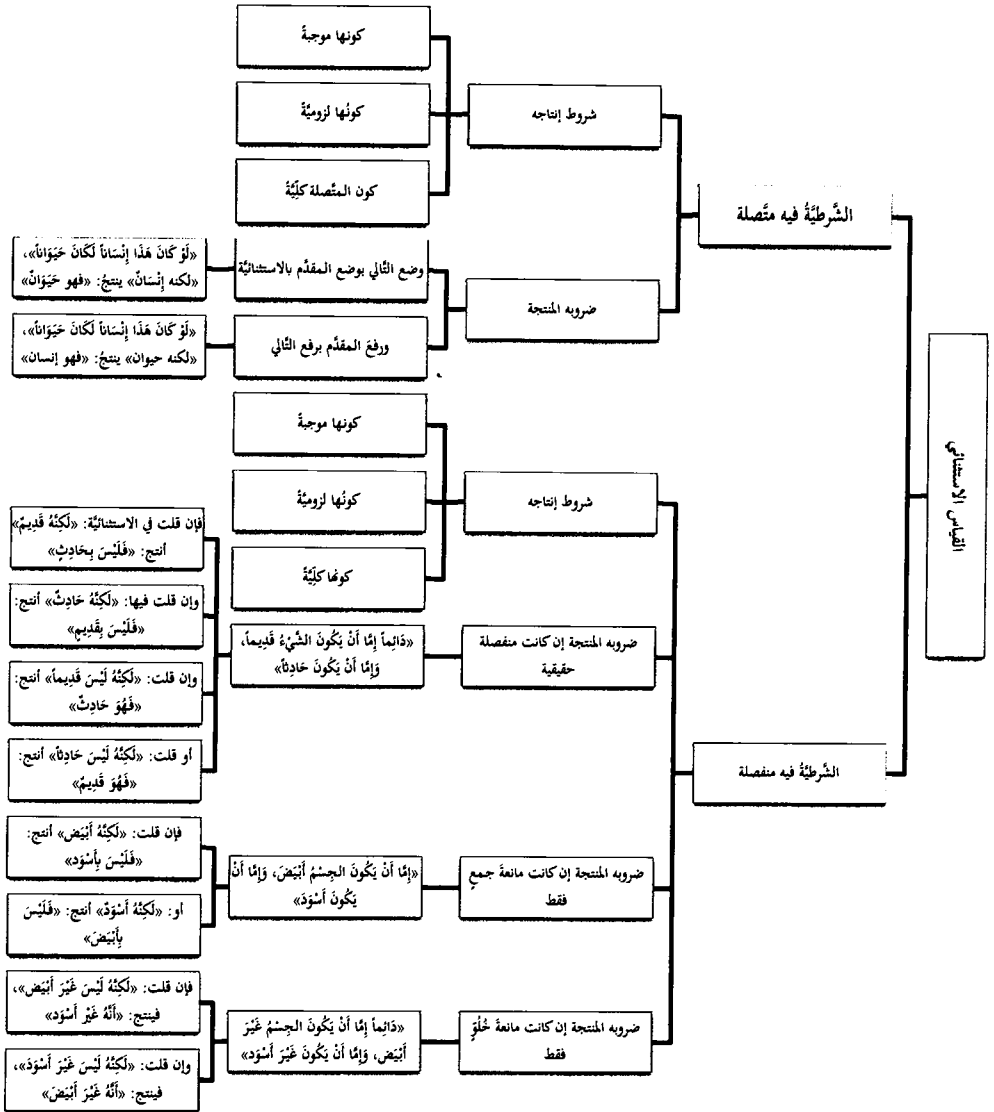 القياس الاستثنائي
الشَّرطيَّةُ فيه متَّصلة
شروط إنتاجه
كونها موجبةً
كونُها لزوميَّةً
كون المتَّصلة كلِّيَّةً
ضروبه المنتجة
وضع التَّالي بوضع المقدَّم بالاستثنائيَّة
«لَوْ كَانَ هَذَا إِنْسَاناً لَكَانَ حَيَوَاناً»،
«لكنه إِنْسَانٌ» ينتجُ: «فهو حَيَوَانٌ»
ورفعَ المقدَّم برفع التَّالي
«لَوْ كَانَ هَذَا إِنْسَاناً لَكَانَ حَيَوَاناً»،
«لكنه حيوان» ينتجُ: «فهو إنسان»
الشَّرطيَّةُ فيه منفصلة
شروط إنتاجه
كونها موجبةً
كونُها لزوميَّةً
كونها كلِّيَّةً
ضروبه المنتجة إن كانت منفصلة
حقيقية
«دَائِماً إِمَّا أَنْ يَكُونَ الشَّيْءُ قَدِيماً،
وَإِمَّا أَنْ يَكُونَ حَادِثاً»
فإن قلت في الاستثنائيَّة: «لَكِنَّهُ قَدِيمٌ»
أنتج: «فَلَيْسَ بِحَادِثٍ»
وإن قلت فيها: «لَكِنَّهُ حَادِثٌ» أنتج:
«فَلَيْسَ بِقَدِيمٍ»
وإن قلت: «لَكِنَّهُ لَيْسَ قَدِيماً» أنتج:
«فَهُوَ حَادِثٌ»
أو قلت: «لَكِنَّهُ لَيْسَ حَادِثاً» أنتج:
«فَهُوَ قَدِيمٌ»
ضروبه المنتجة إن كانت مانعةَ جمعٍ
فقط
«إِمَّا أَنْ يَكُونَ الجِسْمُ أَبْيَضَ، وَإِمَّا أَنْ
يَكُونَ أَسْوَدَ»
فإن قلت: «لَكِنَّهُ أَبْيَض» أنتج:
«فَلَيْسَ بِأَسْوَد»
أو: «لَكِنَّهُ أَسْوَدٌ» أنتج: «فَلَيْسَ
بِأَبْيَضَ»
ضروبه المنتجة إن كانت مانعةَ خُلُوٍّ
فقط
«دَائِماً إِمَّا أَنْ يَكُونَ الجِسْمُ غَيْرَ
أَبْيَض، وَإِمَّا أَنْ يَكُونَ غَيْرَ أَسْوَد»
فإن قلت: «لَكِنَّهُ لَيْسَ غَيْرَ أَبْيَض»،
فينتج: «أَنَّهُ غَيْرُ أَسْوَد»
وإن قلت: «لَكِنَّهُ لَيْسَ غَيْرَ أَسْوَدَ»،
فينتج: «أَنَّهُ غَيْرَ أَبْيَضَ»